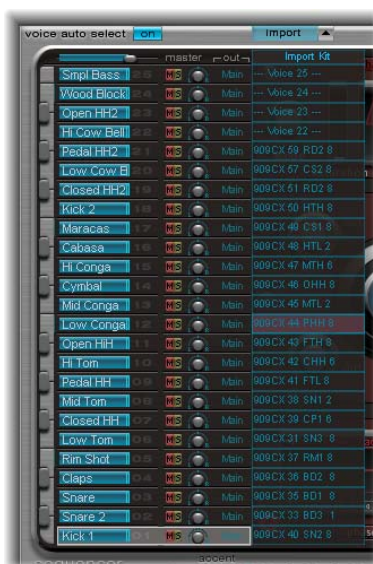 voice auto select on Import
master out Import Kit
Smpl Bass 25 M S Main --- Voice 25 ---
Wood Block 24 M S Main --- Voice 24 ---
Open HH2 23 M S Main --- Voice 23 ---
Hi Cow Bell 22 M S Main --- Voice 22 ---
Pedal HH2 21 M S Main 909CX 59 RD2 8
Low Cow B 20 M S Main 909CX 57 CS2 8
Closed HH2 19 M S Main 909CX 51 RD2 8
Kick 2 18 M S Main 909CX 50 HTH 8
Maracas 17 M S Main 909CX 49 CS1 8
Cabasa 16 M S Main 909CX 48 HTL 2
Hi Conga 15 M S Main 909CX 47 MTH 6
Cymbal 14 M S Main 909CX 46 OHH 8
Mid Conga 13 M S Main 909CX 45 MTL 2
Low Conga 12 M S Main 909CX 44 PHH 8
Open HiH 11 M S Main 909CX 43 FTH 8
Hi Tom 10 M S Main 909CX 42 CHH 6
Pedal HH 09 M S Main 909CX 41 FTL 8
Mid Tom 08 M S Main 909CX 38 SN1 2
Closed HH 07 M S Main 909CX 39 CP1 6
Low Tom 06 M S Main 909CX 31 SN3 8
Rim Shot 05 M S Main 909CX 37 RM1 8
Claps 04 M S Main 909CX 36 BD2 8
Snare 03 M S Main 909CX 35 BD1 8
Snare 2 02 M S Main 909CX 33 BD3 1
Kick 1 01 M S 909CX 40 SN2 8
accent